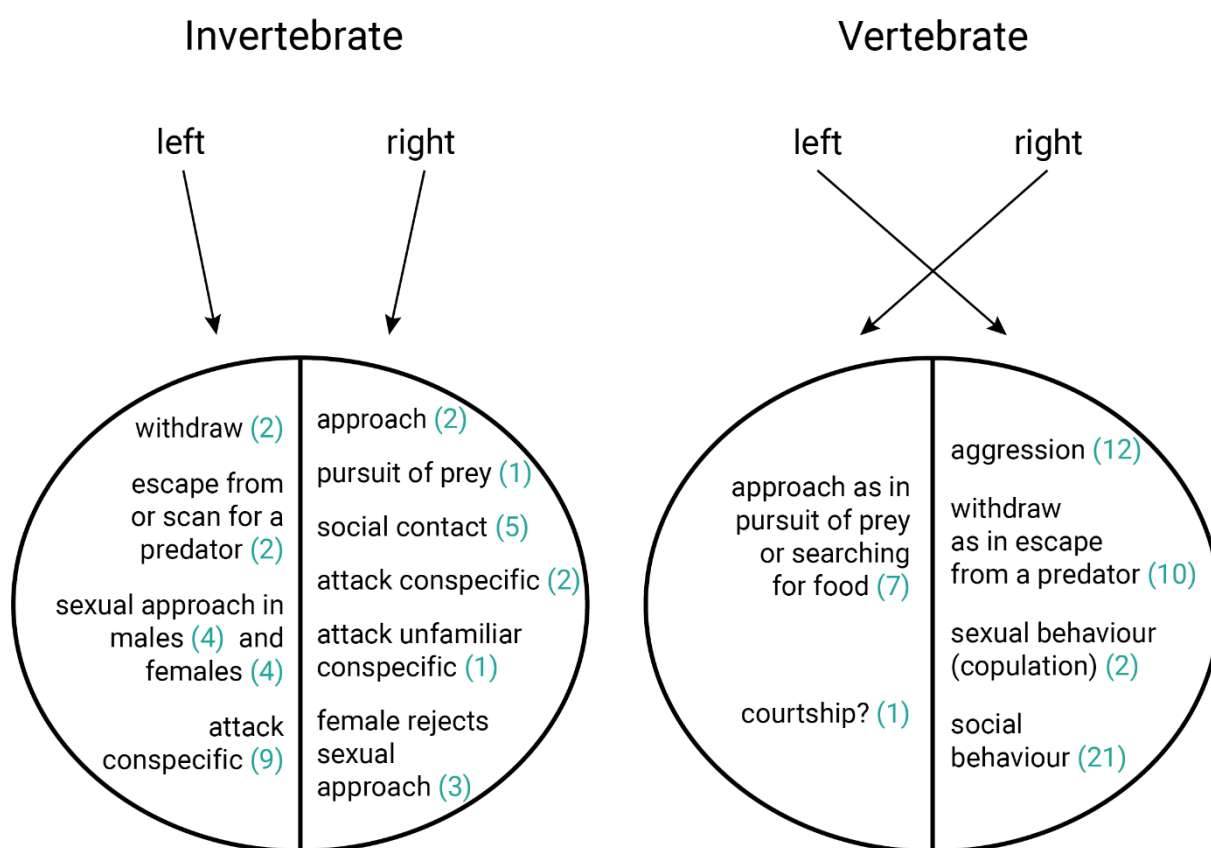 Invertebrate
Vertebrate
left
right
left
right
withdraw (2)
escape from
or scan for a
predator (2)
sexual approach in
males (4) and
females (4)
attack
conspecific (9)
approach (2)
pursuit of prey (1)
social contact (5)
attack conspecific (2)
attack unfamiliar
conspecific (1)
female rejects
sexual
approach (3)
approach as in
pursuit of prey
or searching
for food (7)
courtship? (1)
aggression (12)
withdraw
as in escape
from a predator (10)
sexual behaviour
(copulation) (2)
social
behaviour (21)